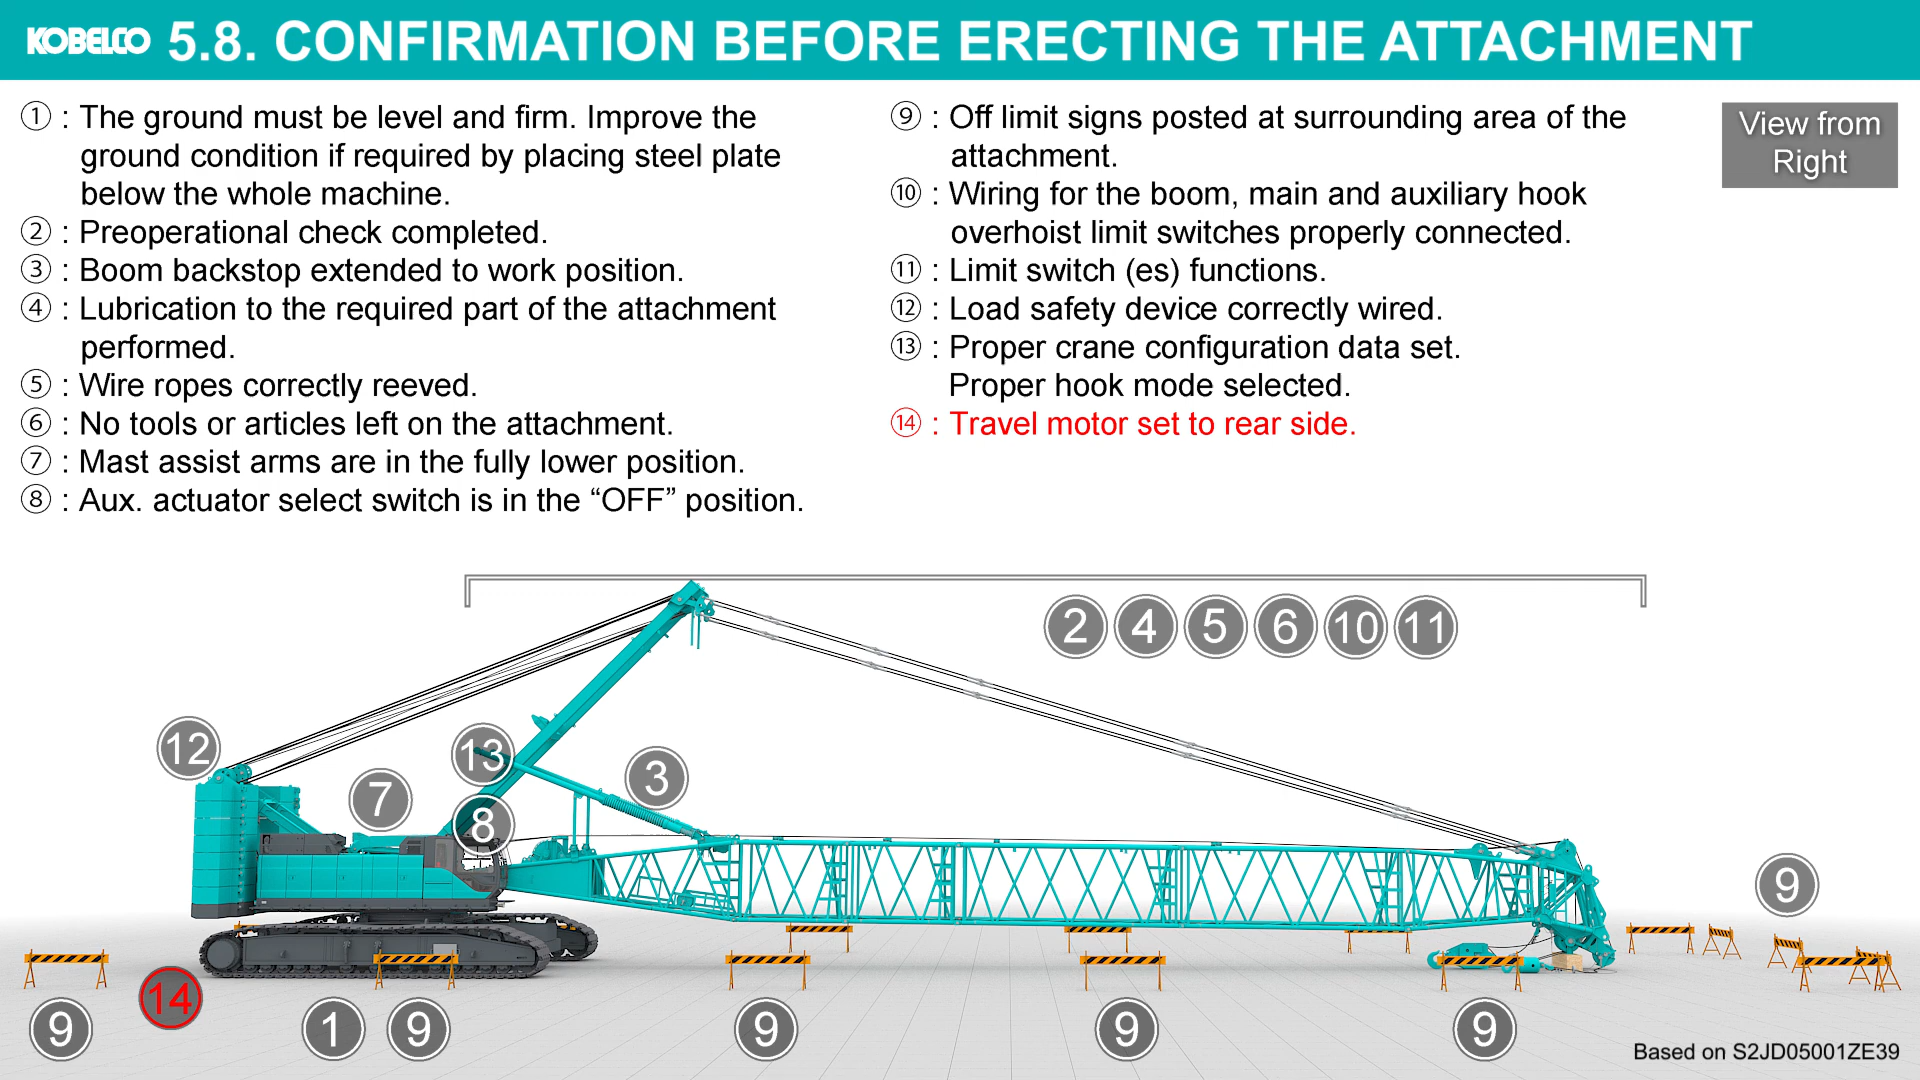 KOBELCO 5.8. CONFIRMATION BEFORE ERECTING THE ATTACHMENT
① : The ground must be level and firm. Improve the
ground condition if required by placing steel plate
below the whole machine.
② : Preoperational check completed.
③ : Boom backstop extended to work position.
④ : Lubrication to the required part of the attachment
performed.
⑤ : Wire ropes correctly reeved.
⑥ : No tools or articles left on the attachment.
⑦ : Mast assist arms are in the fully lower position.
⑧ : Aux. actuator select switch is in the “OFF” position.
⑨ : Off limit signs posted at surrounding area of the
attachment.
⑩ : Wiring for the boom, main and auxiliary hook
overhoist limit switches properly connected.
⑪ : Limit switch (es) functions.
⑫ : Load safety device correctly wired.
⑬ : Proper crane configuration data set.
Proper hook mode selected.
⑭ : Travel motor set to rear side.
View from
Right
2 4 5 6 10 11
12
13
3
7
8
9
14
9
1
9
9
9
9
Based on S2JD05001ZE39